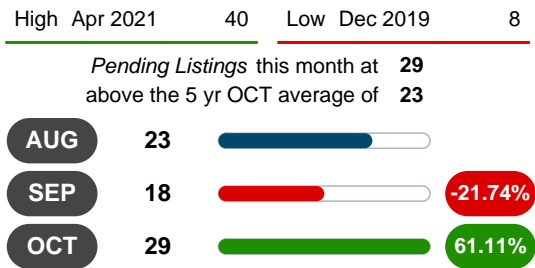 High Apr 2021 40 Low Dec 2019 8
Pending Listings this month at 29
above the 5 yr OCT average of 23
AUG 23
SEP 18 -21.74%
OCT 29 61.11%